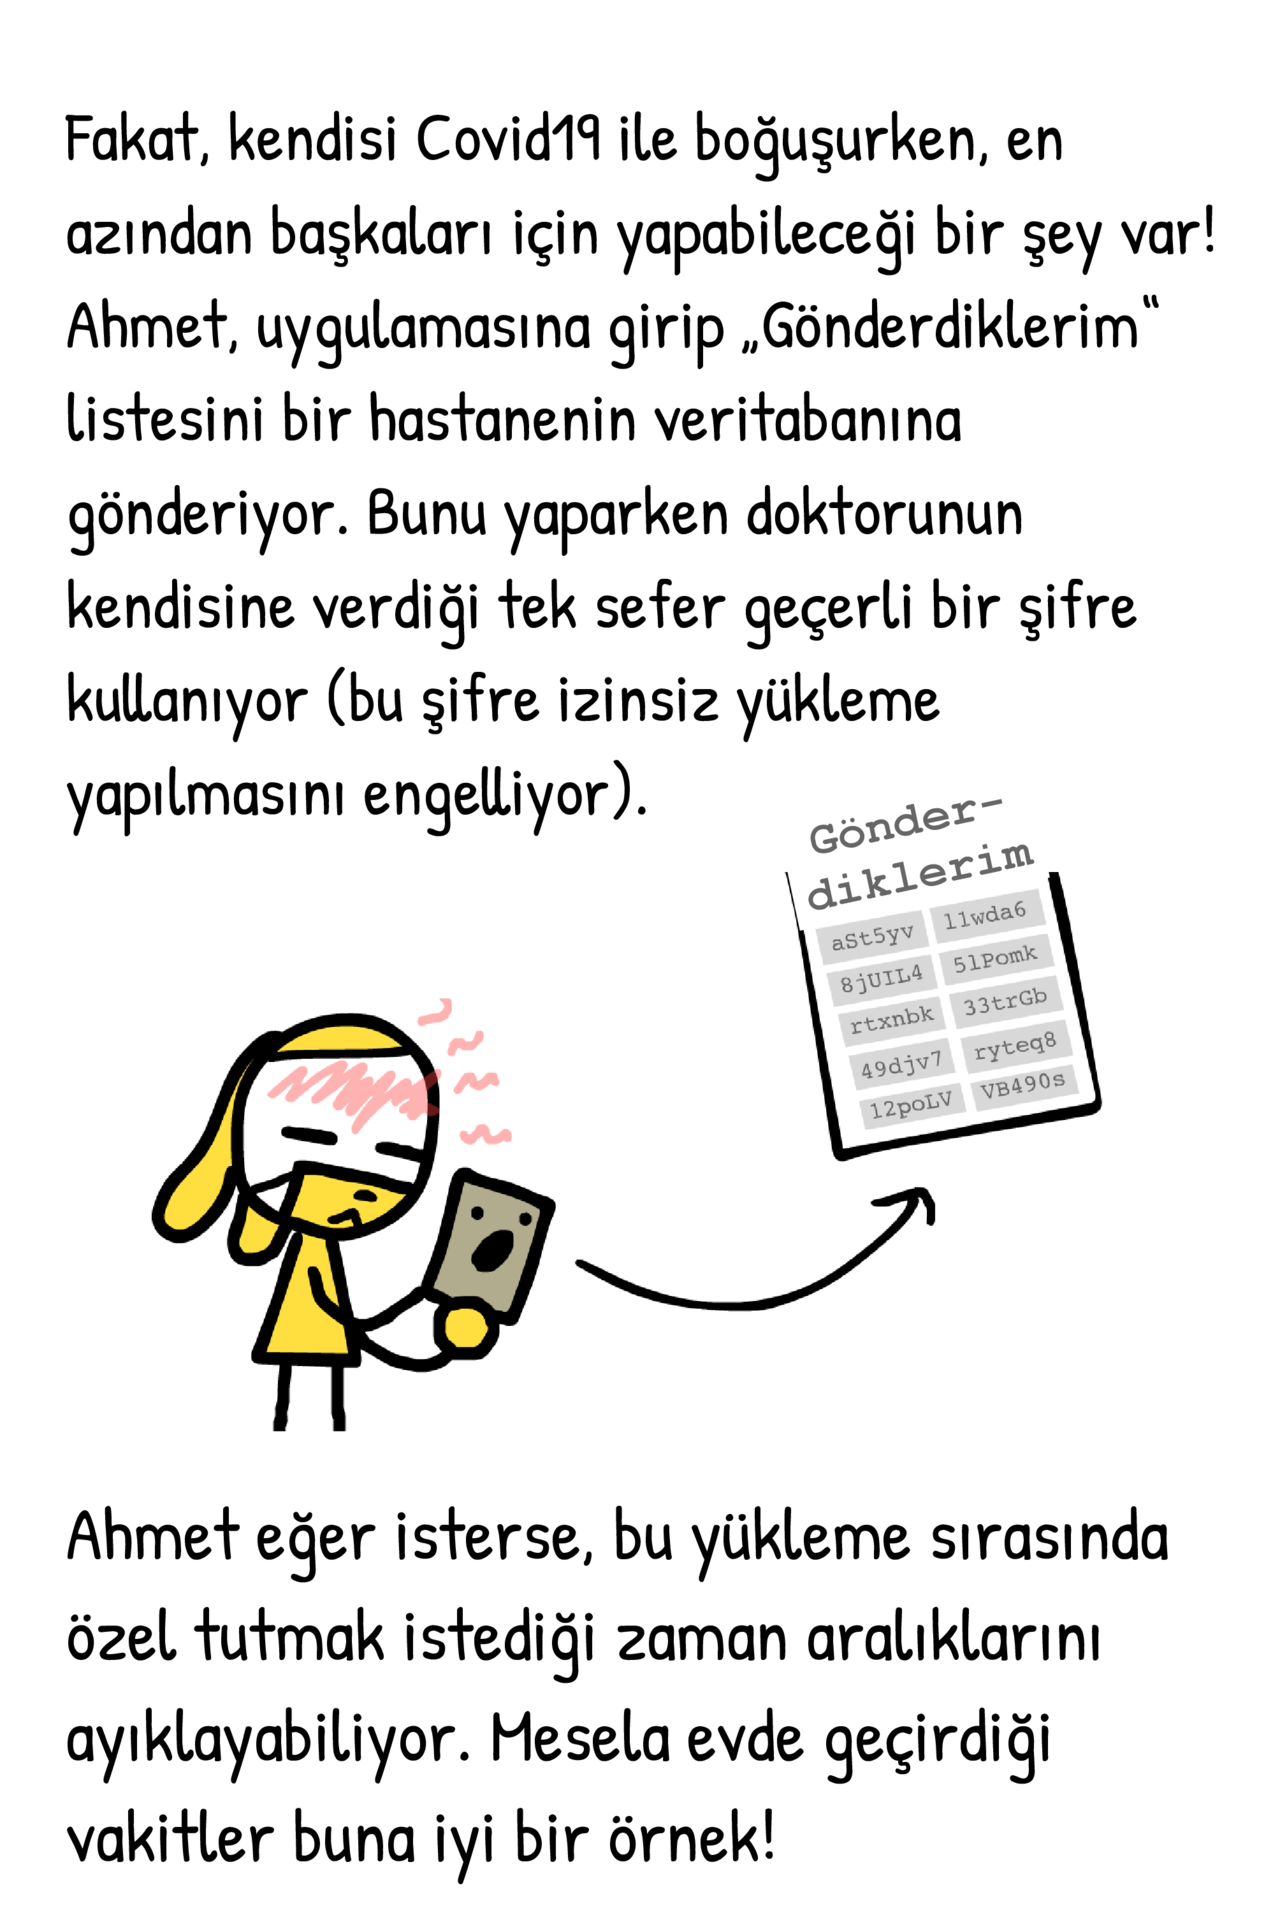 Fakat, kendisi Covid19 ile boğuşurken, en
azından başkaları için yapabileceği bir şey var!
Ahmet, uygulamasına girip „Gönderdiklerim“
listesini bir hastanenin veritabanına
gönderiyor. Bunu yaparken doktorunun
kendisine verdiği tek sefer geçerli bir şifre
kullanıyor (bu şifre izinsiz yükleme
yapılmasını engelliyor).
Gönder-
diklerim
aSt5yv l1wda6
8jUIL4 51Pomk
rtxnbk 33trGb
49djv7 ryteq8
12poLV VB490s
Ahmet eğer isterse, bu yükleme sırasında
özel tutmak istediği zaman aralıklarını
ayıklayabiliyor. Mesela evde geçirdiği
vakitler buna iyi bir örnek!